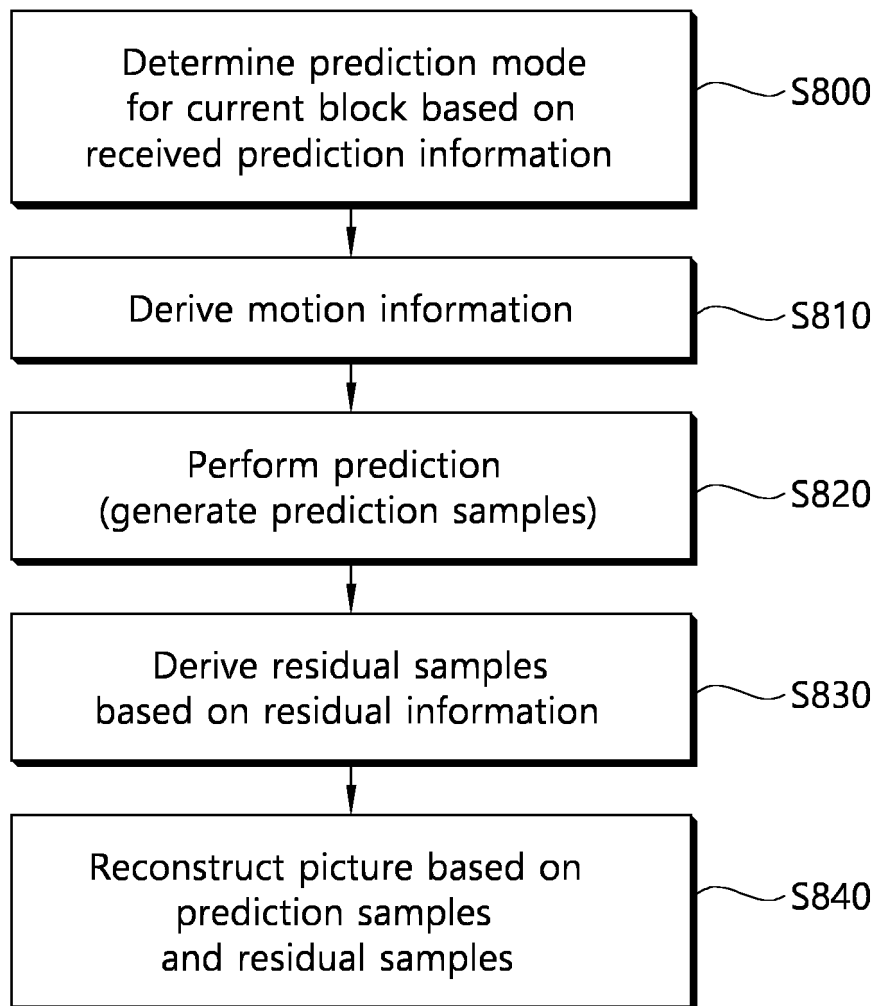 Determine prediction mode
for current block based on
received prediction information
S800
Derive motion information
S810
Perform prediction
(generate prediction samples)
S820
Derive residual samples
based on residual information
S830
Reconstruct picture based on
prediction samples
and residual samples
S840